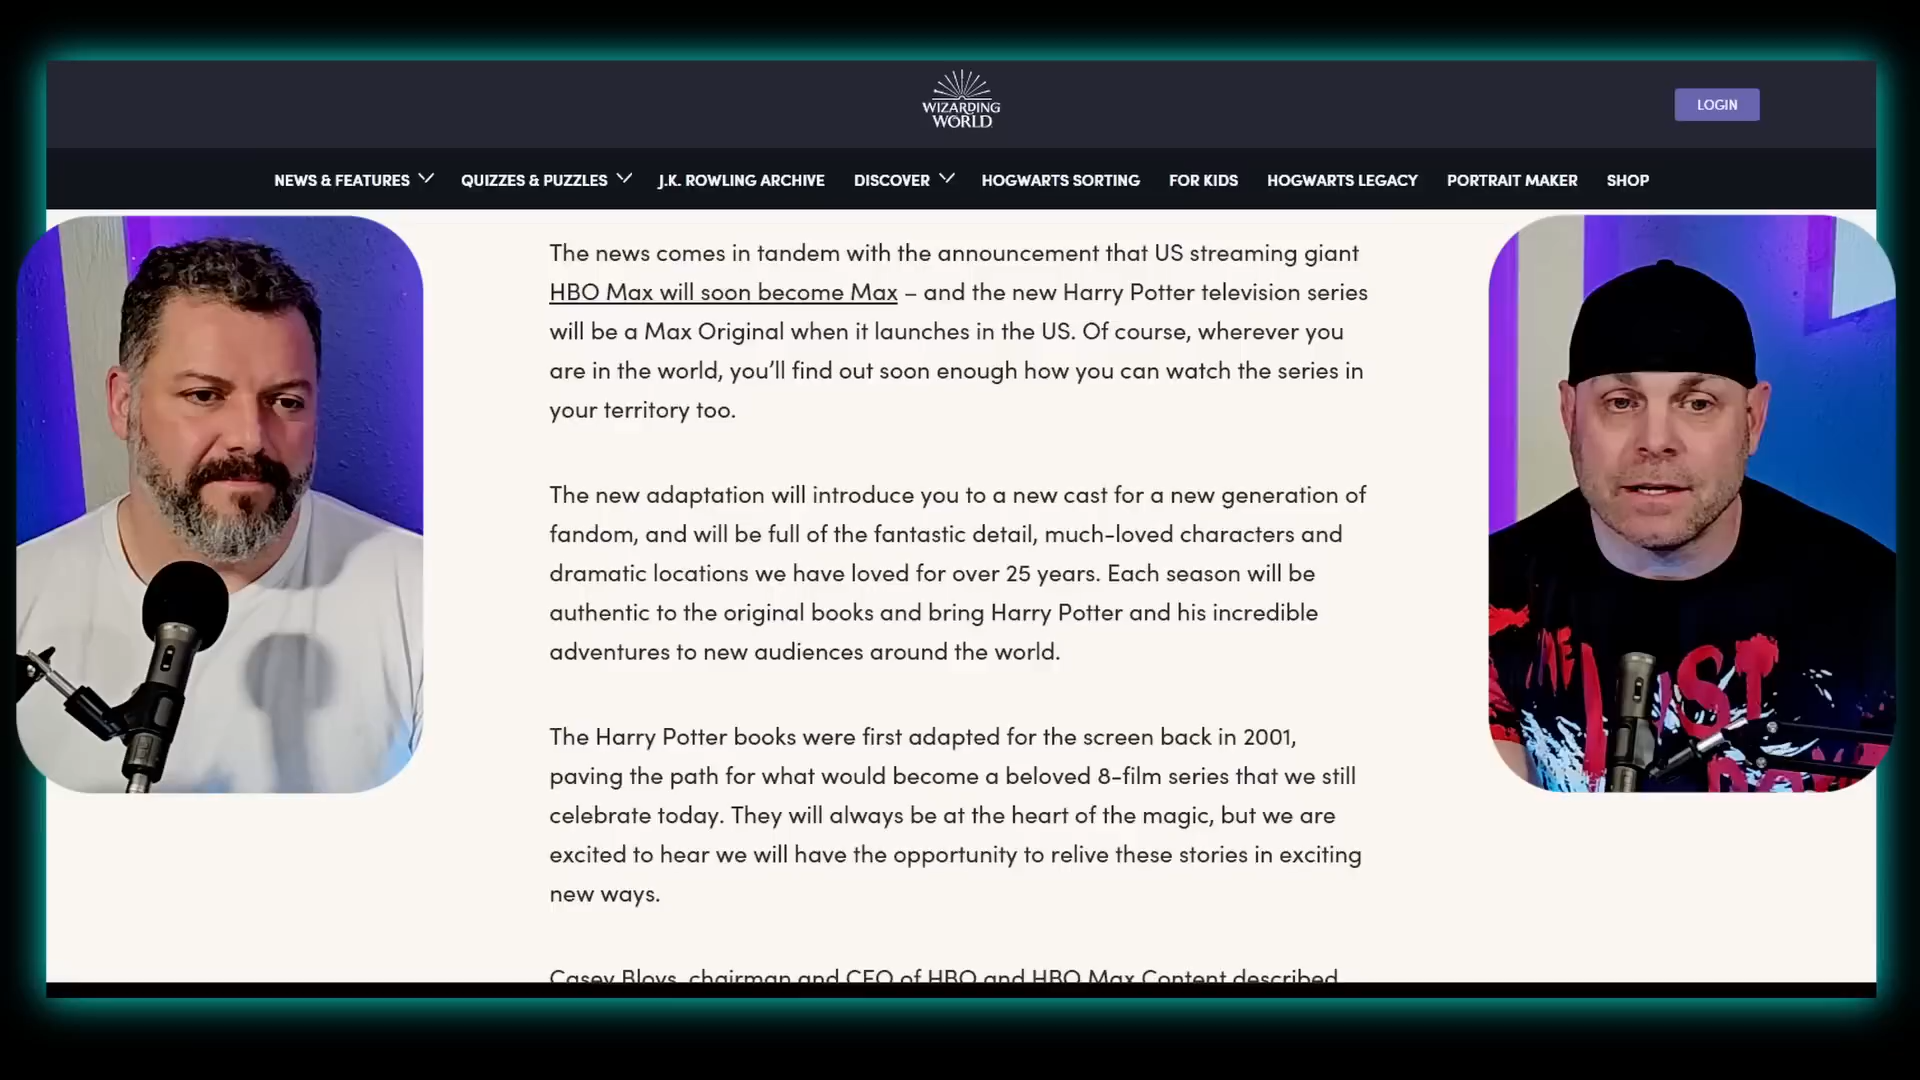 WIZARDING
WORLD
LOGIN
NEWS & FEATURES
QUIZZES & PUZZLES
J.K. ROWLING ARCHIVE
DISCOVER
HOGWARTS SORTING
FOR KIDS
HOGWARTS LEGACY
PORTRAIT MAKER
SHOP
The news comes in tandem with the announcement that US streaming giant
HBO Max will soon become Max – and the new Harry Potter television series
will be a Max Original when it launches in the US. Of course, wherever you
are in the world, you’ll find out soon enough how you can watch the series in
your territory too.
The new adaptation will introduce you to a new cast for a new generation of
fandom, and will be full of the fantastic detail, much-loved characters and
dramatic locations we have loved for over 25 years. Each season will be
authentic to the original books and bring Harry Potter and his incredible
adventures to new audiences around the world.
The Harry Potter books were first adapted for the screen back in 2001,
paving the path for what would become a beloved 8-film series that we still
celebrate today. They will always be at the heart of the magic, but we are
excited to hear we will have the opportunity to relive these stories in exciting
new ways.
Casey Bloys, chairman and CEO of HBO and HBO Max Content described